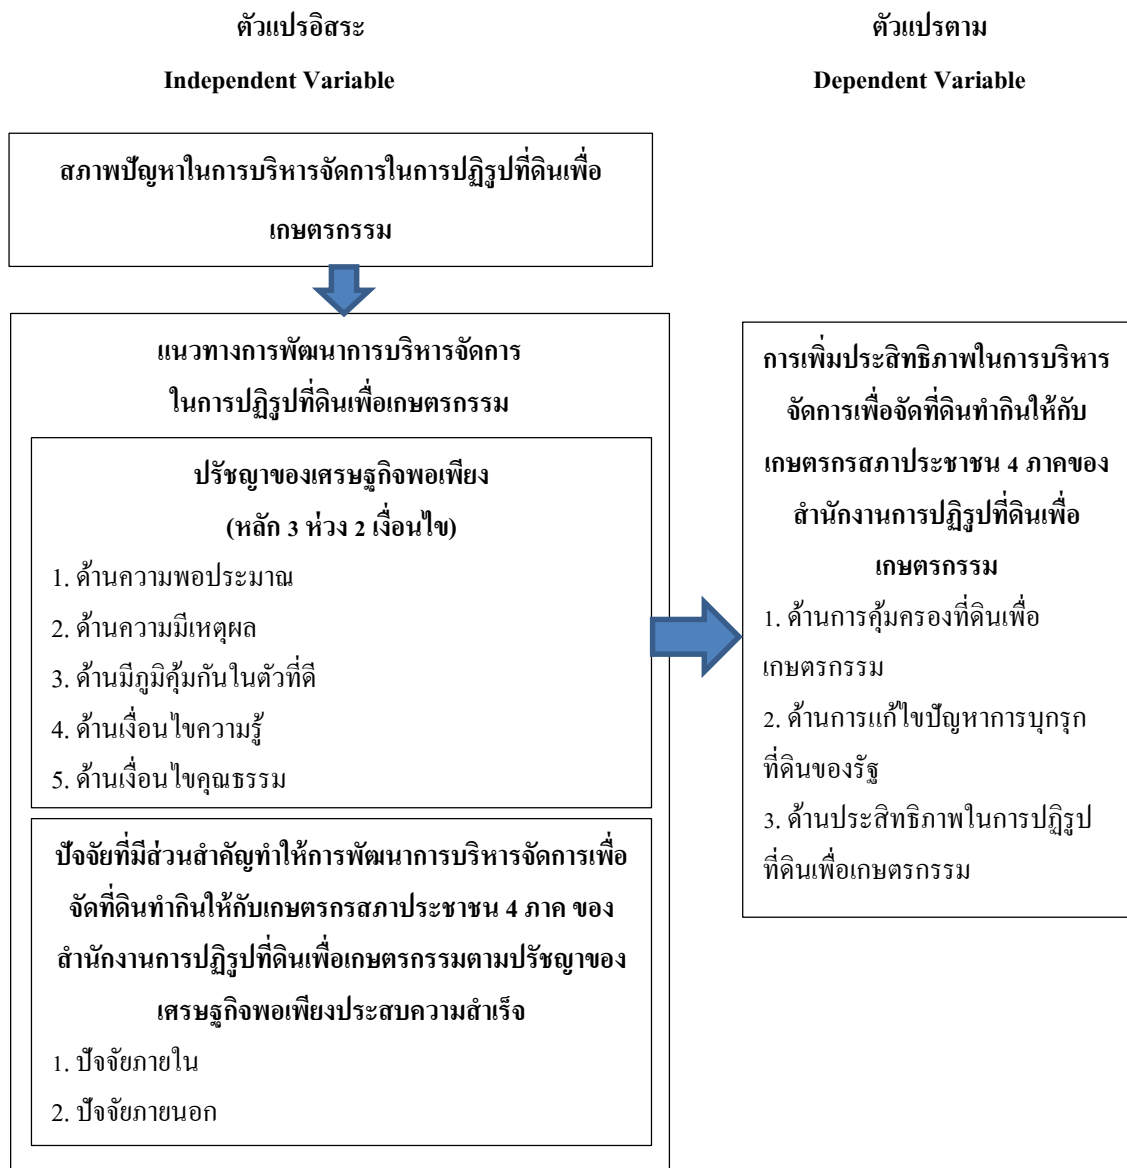 ตัวแปรอิสระ
Independent Variable
ตัวแปรตาม
Dependent Variable
สภาพปัญหาในการบริหารจัดการในการปฏิรูปที่ดินเพื่อ
เกษตรกรรม
แนวทางการพัฒนาการบริหารจัดการ
ในการปฏิรูปที่ดินเพื่อเกษตรกรรม
ปรัชญาของเศรษฐกิจพอเพียง
(หลัก 3 ห่วง 2 เงื่อนไข)
1. ด้านความพอประมาณ
2. ด้านความมีเหตุผล
3. ด้านมีภูมิคุ้มกันในตัวที่ดี
4. ด้านเงื่อนไขความรู้
5. ด้านเงื่อนไขคุณธรรม
ปัจจัยที่มีส่วนสำคัญทำให้การพัฒนาการบริหารจัดการเพื่อ
จัดที่ดินทำกินให้กับเกษตรกรสภาประชาชน 4 ภาค ของ
สำนักงานการปฏิรูปที่ดินเพื่อเกษตรกรรมตามปรัชญาของ
เศรษฐกิจพอเพียงประสบความสำเร็จ
1. ปัจจัยภายใน
2. ปัจจัยภายนอก
การเพิ่มประสิทธิภาพในการบริหาร
จัดการเพื่อจัดที่ดินทำกินให้กับ
เกษตรกรสภาประชาชน 4 ภาคของ
สำนักงานการปฏิรูปที่ดินเพื่อ
เกษตรกรรม
1. ด้านการคุ้มครองที่ดินเพื่อ
เกษตรกรรม
2. ด้านการแก้ไขปัญหาการบุกรุก
ที่ดินของรัฐ
3. ด้านประสิทธิภาพในการปฏิรูป
ที่ดินเพื่อเกษตรกรรม